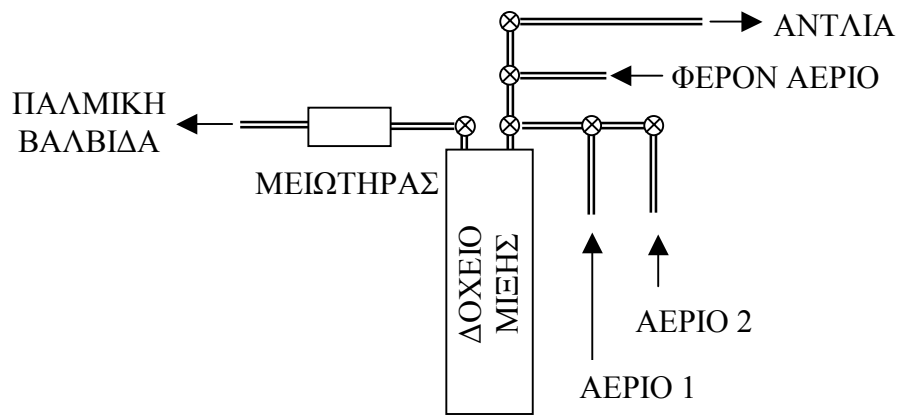 ΑΝΤΛΙΑ
ΦΕΡΟΝ ΑΕΡΙΟ
ΠΑΛΜΙΚΗ
ΒΑΛΒΙΔΑ
ΜΕΙΩΤΗΡΑΣ
ΔΟΧΕΙΟ
ΜΙΞΗΣ
ΑΕΡΙΟ 2
ΑΕΡΙΟ 1